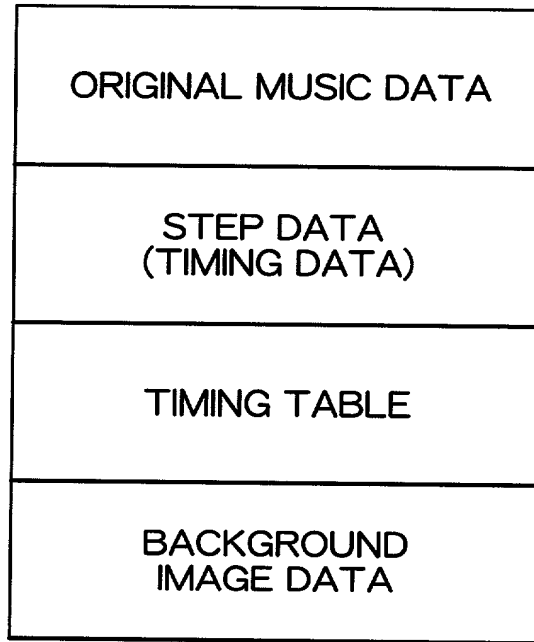 ORIGINAL MUSIC DATA
STEP DATA
(TIMING DATA)
TIMING TABLE
BACKGROUND
IMAGE DATA